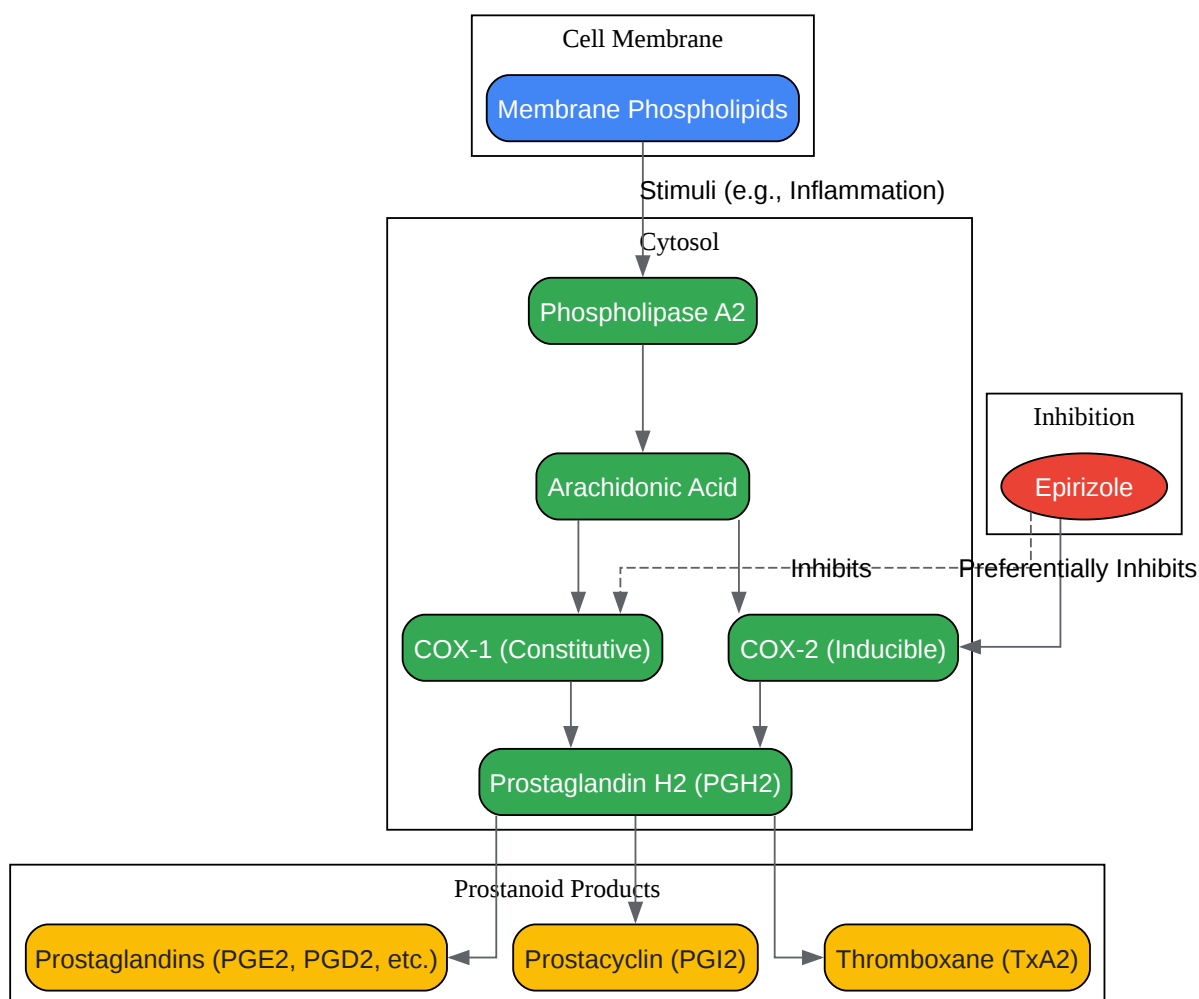 Cell Membrane
Membrane Phospholipids
Stimuli (e.g., Inflammation)
Cytosol
Phospholipase A2
Inhibition
Arachidonic Acid
Epirizole
Inhibits
Preferentially Inhibits
COX-1 (Constitutive)
COX-2 (Inducible)
Prostaglandin H2 (PGH2)
Prostanoid Products
Prostaglandins (PGE2, PGD2, etc.)
Prostacyclin (PGI2)
Thromboxane (TxA2)